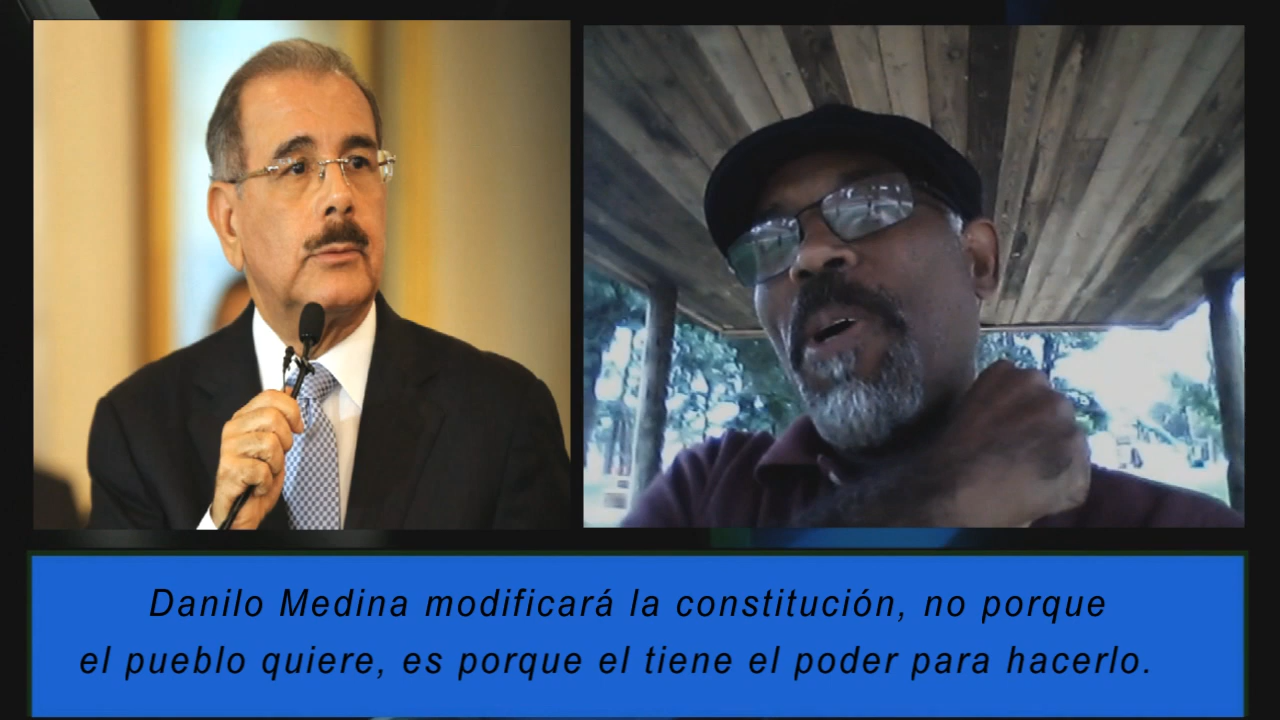 Danilo Medina modificará la constitución, no porque
el pueblo quiere, es porque el tiene el poder para hacerlo.